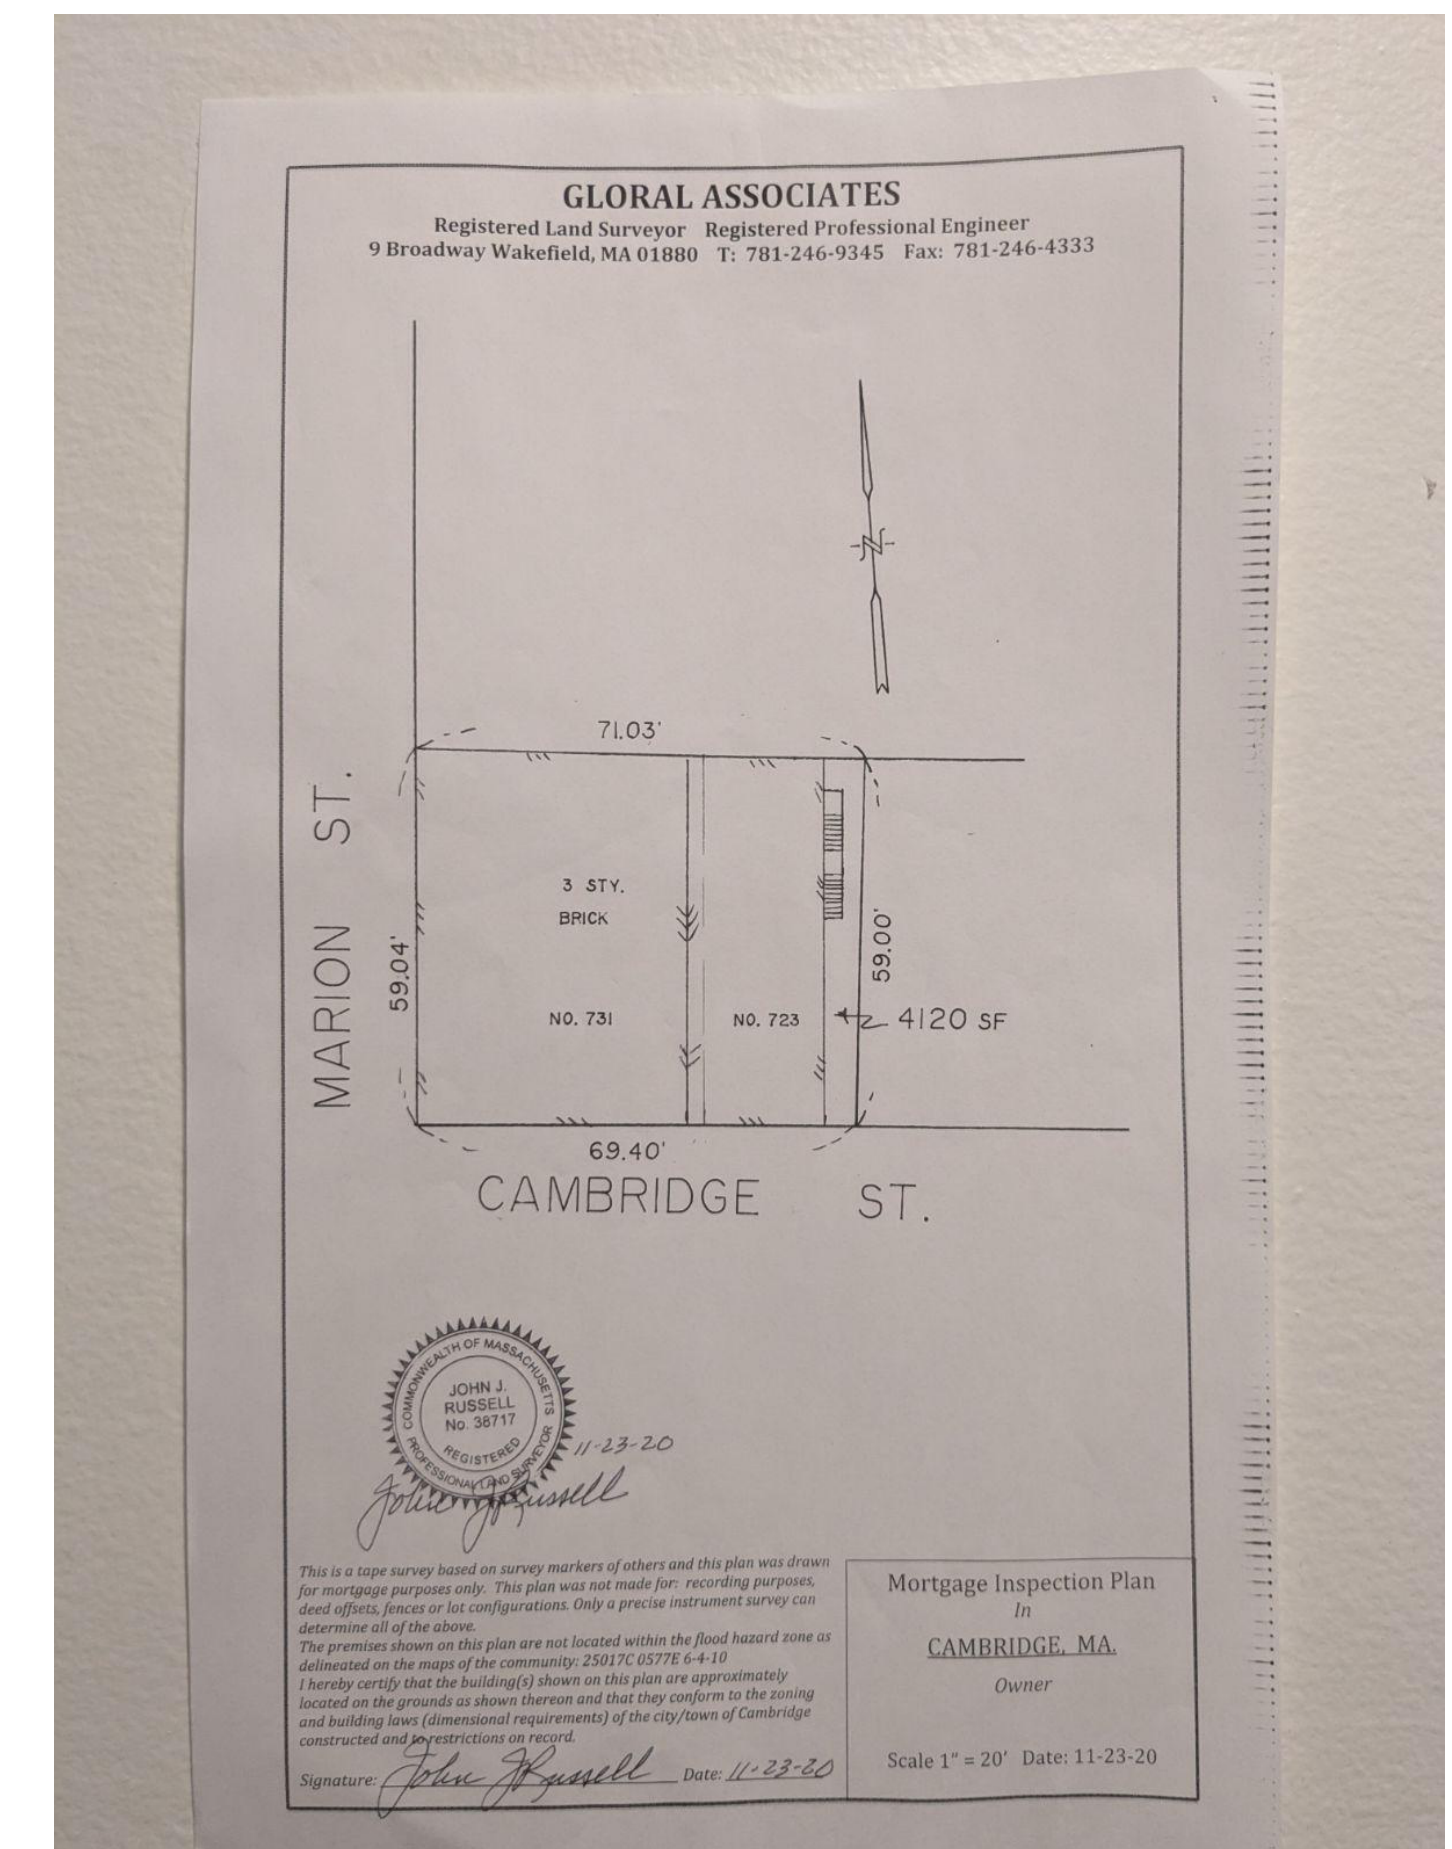 GLORAL ASSOCIATES
Registered Land Surveyor Registered Professional Engineer
9 Broadway Wakefield, MA 01880 T: 781-246-9345 Fax: 781-246-4333
N
71.03'
MARION ST.
59.04'
3 STY.
BRICK
NO. 731
NO. 723
59.00'
4120 SF
69.40'
CAMBRIDGE ST.
COMMONWEALTH OF MASSACHUSETTS
JOHN J.
RUSSELL
No. 38717
REGISTERED
PROFESSIONAL LAND SURVEYOR
11-23-20
John J Russell
This is a tape survey based on survey markers of others and this plan was drawn
for mortgage purposes only. This plan was not made for: recording purposes,
deed offsets, fences or lot configurations. Only a precise instrument survey can
determine all of the above.
The premises shown on this plan are not located within the flood hazard zone as
delineated on the maps of the community: 25017C 0577E 6-4-10
I hereby certify that the building(s) shown on this plan are approximately
located on the grounds as shown thereon and that they conform to the zoning
and building laws (dimensional requirements) of the city/town of Cambridge
constructed and to restrictions on record.
Signature: John J Russell Date: 11-23-20
Mortgage Inspection Plan
In
CAMBRIDGE, MA.
Owner
Scale 1" = 20' Date: 11-23-20